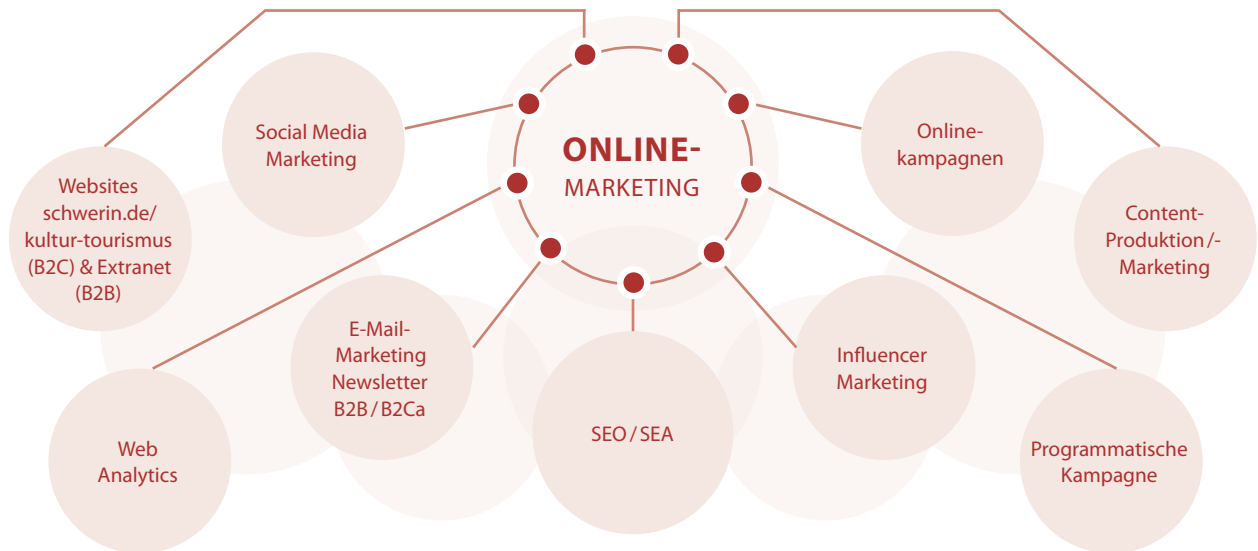 ONLINE-
MARKETING
Websites
schwerin.de/
kultur-tourismus
(B2C) & Extranet
(B2B)
Social Media
Marketing
Web
Analytics
E-Mail-
Marketing
Newsletter
B2B / B2Ca
SEO / SEA
Influencer
Marketing
Programmatische
Kampagne
Online-
kampagnen
Content-
Produktion /-
Marketing